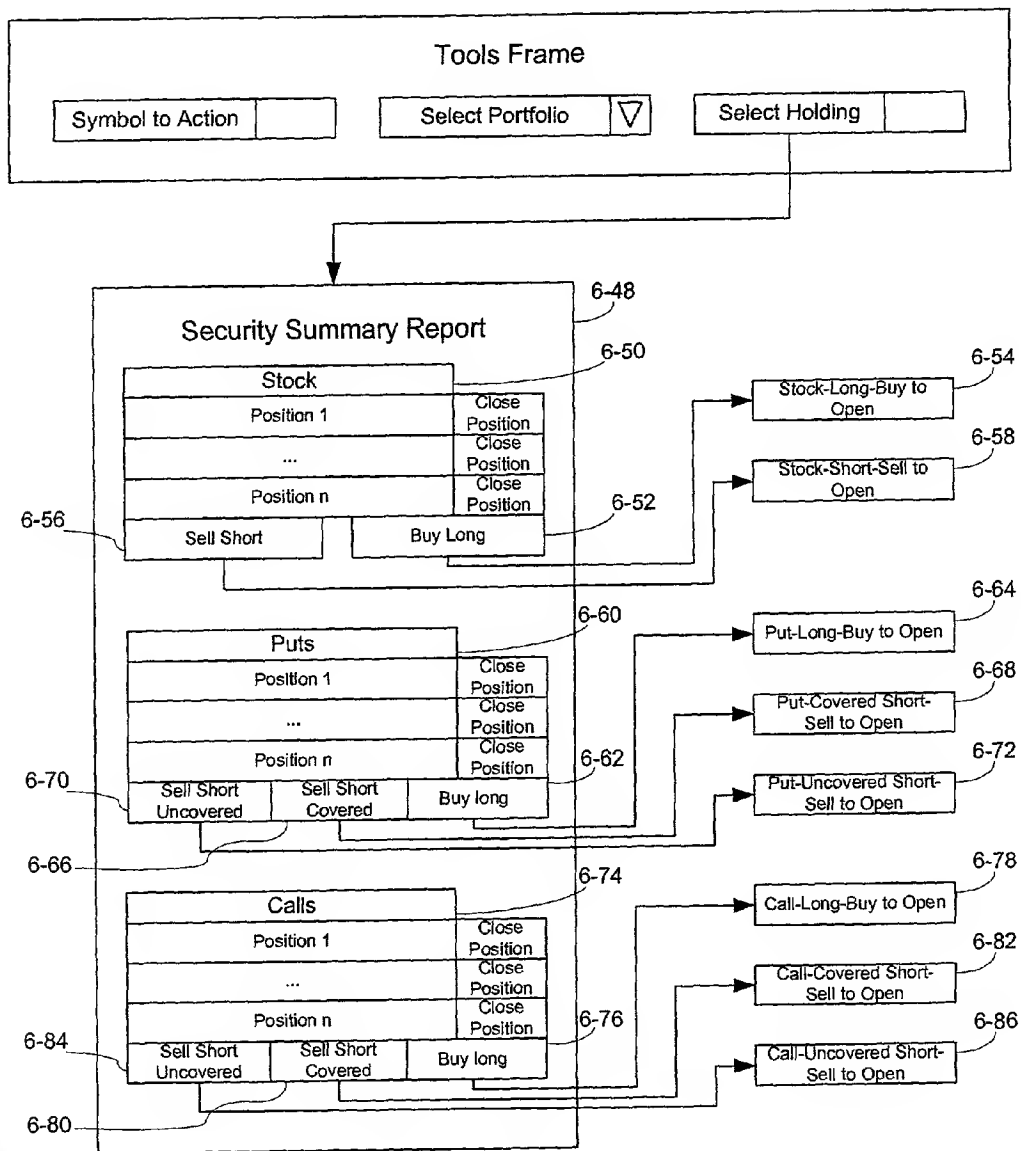 Tools Frame
Symbol to Action
Select Portfolio
Select Holding
6-48
Security Summary Report
6-50
Stock
Position 1
Close
Position
...
Close
Position
Position n
Close
Position
6-52
6-56
Sell Short
Buy Long
6-54
Stock-Long-Buy to
Open
6-58
Stock-Short-Sell to
Open
6-60
Puts
Position 1
Close
Position
...
Close
Position
Position n
Close
Position
6-62
6-70
Sell Short
Uncovered
Sell Short
Covered
Buy long
6-66
6-64
Put-Long-Buy to Open
6-68
Put-Covered Short-
Sell to Open
6-72
Put-Uncovered Short-
Sell to Open
6-74
Calls
Position 1
Close
Position
...
Close
Position
Position n
Close
Position
6-76
6-84
Sell Short
Uncovered
Sell Short
Covered
Buy long
6-80
6-78
Call-Long-Buy to Open
6-82
Call-Covered Short-
Sell to Open
6-86
Call-Uncovered Short-
Sell to Open